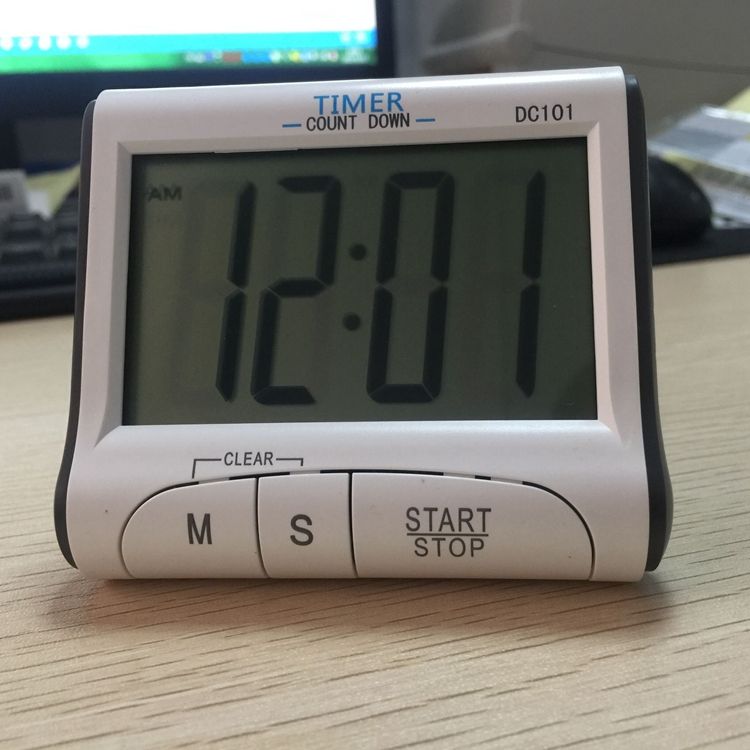 TIMER
COUNT DOWN
DC101
AM
12:01
CLEAR
M
S
START
STOP